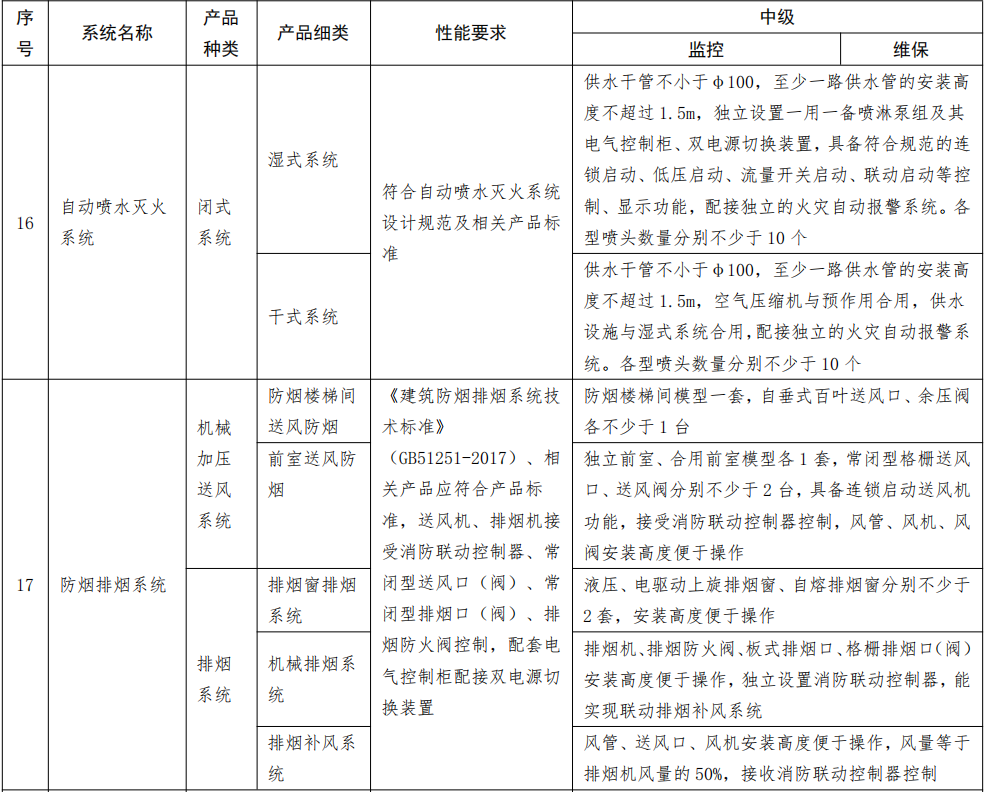 序
号
系统名称
产品
种类
产品细类
性能要求
中级
监控
维保
16
自动喷水灭火
系统
闭式
系统
湿式系统
符合自动喷水灭火系统
设计规范及相关产品标
准
供水干管不小于φ100，至少一路供水管的安装高
度不超过1.5m，独立设置一用一备喷淋泵组及其
电气控制柜、双电源切换装置，具备符合规范的连
锁启动、低压启动、流量开关启动、联动启动等控
制、显示功能，配接独立的火灾自动报警系统。各
型喷头数量分别不少于10个
干式系统
供水干管不小于φ100，至少一路供水管的安装高
度不超过1.5m，空气压缩机与预作用合用，供水
设施与湿式系统合用，配接独立的火灾自动报警系
统。各型喷头数量分别不少于10个
17
防烟排烟系统
机械
加压
送风
系统
防烟楼梯间
送风防烟
《建筑防烟排烟系统技
术标准》
（GB51251-2017）、相
关产品应符合产品标
准，送风机、排烟机接
受消防联动控制器、常
闭型送风口（阀）、常
闭型排烟口（阀）、排
烟防火阀控制，配套电
气控制柜配接双电源切
换装置
防烟楼梯间模型一套，自垂式百叶送风口、余压阀
各不少于1台
前室送风防
烟
独立前室、合用前室模型各1套，常闭型格栅送风
口、送风阀分别不少于2台，具备连锁启动送风机
功能，接受消防联动控制器控制，风管、风机、风
阀安装高度便于操作
排烟
系统
排烟窗排烟
系统
液压、电驱动上旋排烟窗、自熔排烟窗分别不少于
2套，安装高度便于操作
机械排烟系
统
排烟机、排烟防火阀、板式排烟口、格栅排烟口（阀）
安装高度便于操作，独立设置消防联动控制器，能
实现联动排烟补风系统
排烟补风系
统
风管、送风口、风机安装高度便于操作，风量等于
排烟机风量的50%，接收消防联动控制器控制